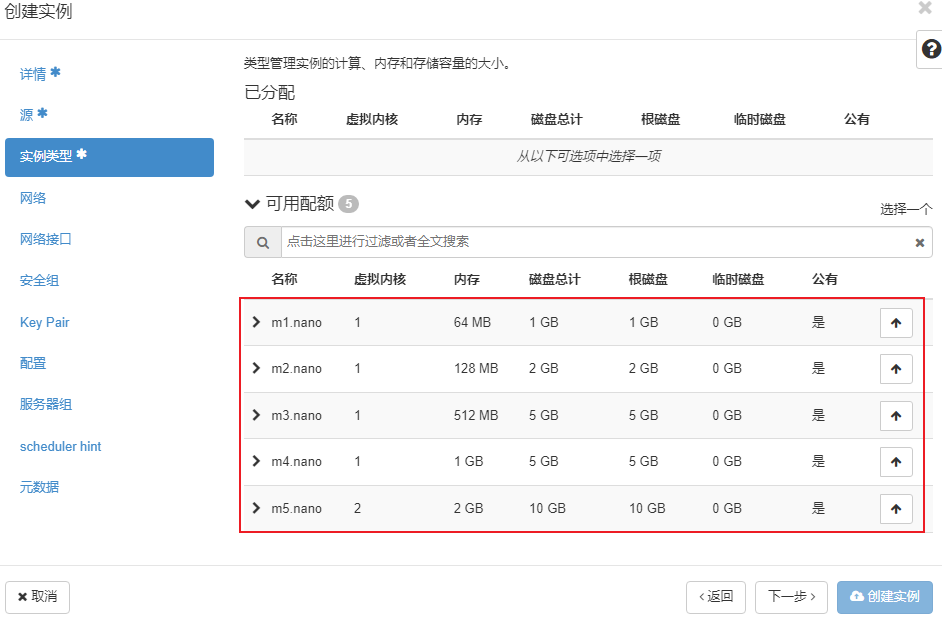 创建实例
详情 *
源 *
实例类型 *
网络
网络接口
安全组
Key Pair
配置
服务器组
scheduler hint
元数据
类型管理实例的计算、内存和存储容量的大小。
已分配
名称 虚拟内核 内存 磁盘总计 根磁盘 临时磁盘 公有
从以下可选项中选择一项
可用配额 5
选择一个
点击这里进行过滤或者全文搜索
名称 虚拟内核 内存 磁盘总计 根磁盘 临时磁盘 公有
m1.nano 1 64 MB 1 GB 1 GB 0 GB 是
m2.nano 1 128 MB 2 GB 2 GB 0 GB 是
m3.nano 1 512 MB 5 GB 5 GB 0 GB 是
m4.nano 1 1 GB 5 GB 5 GB 0 GB 是
m5.nano 2 2 GB 10 GB 10 GB 0 GB 是
取消
返回 下一步 创建实例